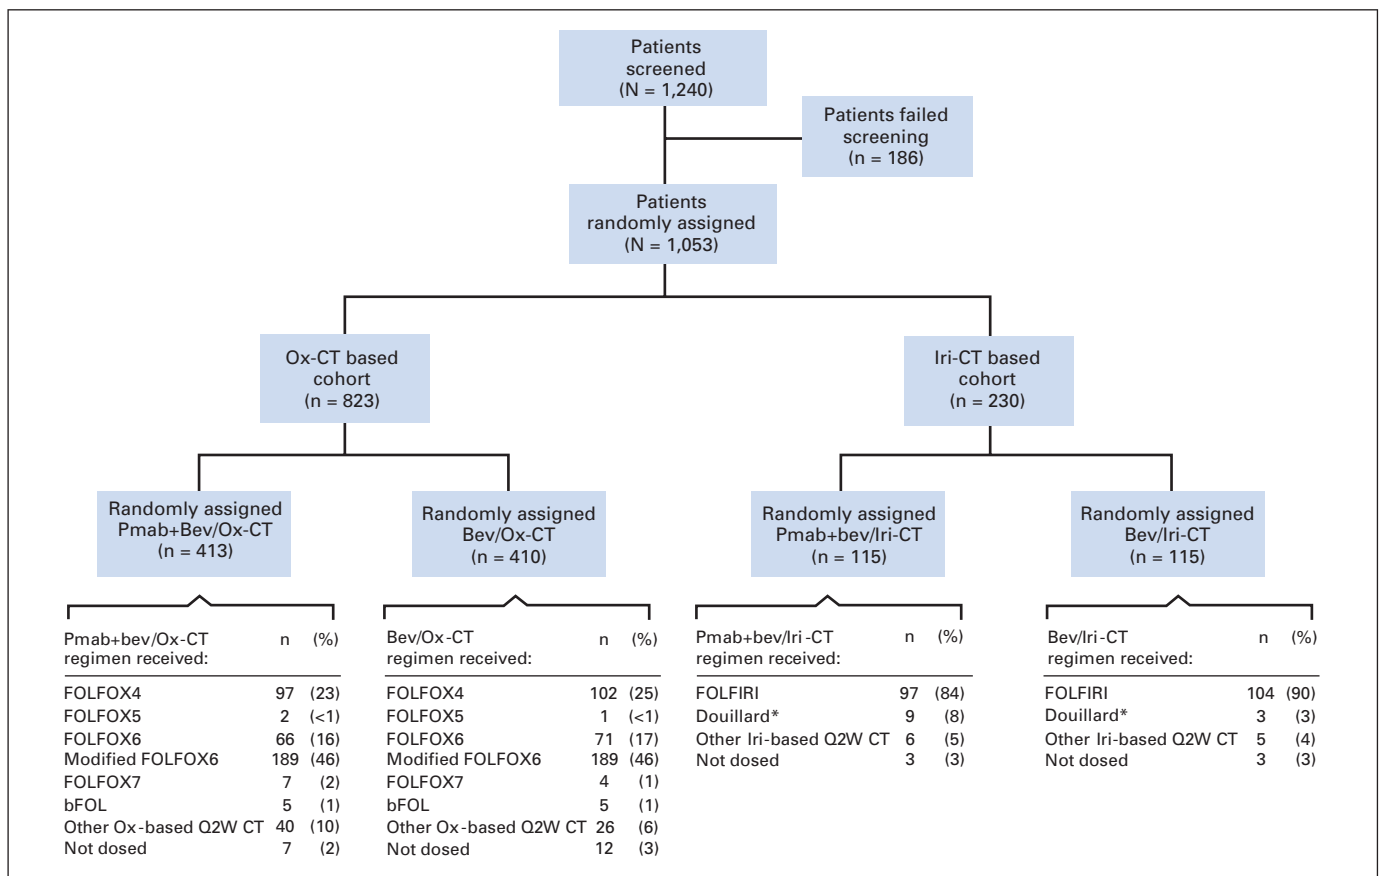 Patients
screened
(N = 1,240)
Patients failed
screening
(n = 186)
Patients
randomly assigned
(N = 1,053)
Ox-CT based
cohort
(n = 823)
Iri-CT based
cohort
(n = 230)
Randomly assigned
Pmab+Bev/Ox-CT
(n = 413)
Randomly assigned
Bev/Ox-CT
(n = 410)
Randomly assigned
Pmab+bev/Iri-CT
(n = 115)
Randomly assigned
Bev/Iri-CT
(n = 115)
Pmab+bev/Ox-CT n (%)
regimen received:
FOLFOX4 97 (23)
FOLFOX5 2 (<1)
FOLFOX6 66 (16)
Modified FOLFOX6 189 (46)
FOLFOX7 7 (2)
bFOL 5 (1)
Other Ox-based Q2W CT 40 (10)
Not dosed 7 (2)
Bev/Ox-CT n (%)
regimen received:
FOLFOX4 102 (25)
FOLFOX5 1 (<1)
FOLFOX6 71 (17)
Modified FOLFOX6 189 (46)
FOLFOX7 4 (1)
bFOL 5 (1)
Other Ox-based Q2W CT 26 (6)
Not dosed 12 (3)
Pmab+bev/Iri-CT n (%)
regimen received:
FOLFIRI 97 (84)
Douillard* 9 (8)
Other Iri-based Q2W CT 6 (5)
Not dosed 3 (3)
Bev/Iri-CT n (%)
regimen received:
FOLFIRI 104 (90)
Douillard* 3 (3)
Other Iri-based Q2W CT 5 (4)
Not dosed 3 (3)